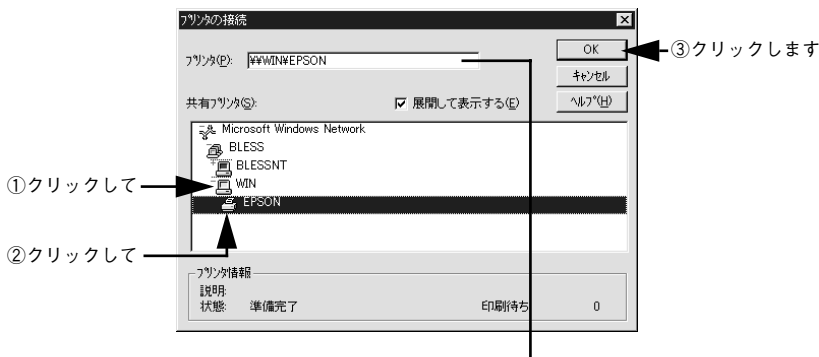 プリンタの接続
プリンタ(P): ¥¥WIN¥EPSON
OK
③クリックします
キャンセル
共有プリンタ(S):
展開して表示する(E)
ヘルプ(H)
Microsoft Windows Network
BLESS
BLESSNT
①クリックして
WIN
EPSON
②クリックして
プリンタ情報
説明:
状態: 準備完了 印刷待ち 0